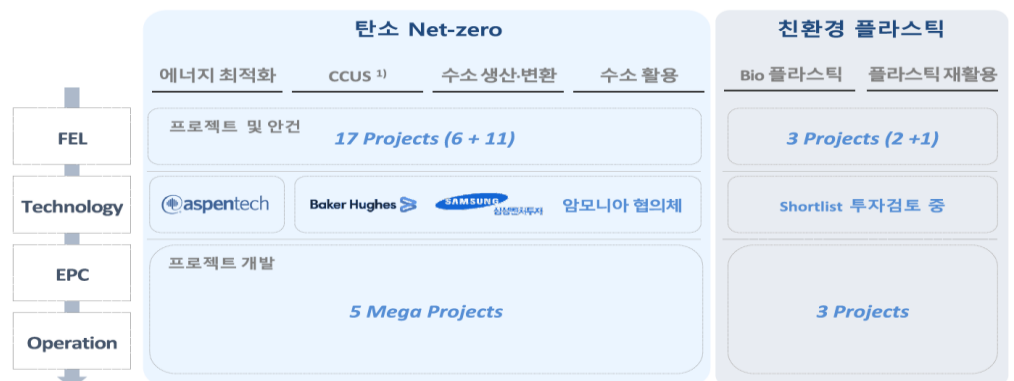 탄소 Net-zero
친환경 플라스틱
에너지 최적화
CCUS 1)
수소 생산·변환
수소 활용
Bio 플라스틱
플라스틱 재활용
FEL
프로젝트 및 안건
17 Projects (6 + 11)
3 Projects (2 +1)
Technology
aspentech
Baker Hughes
SAMSUNG
삼성벤처투자
암모니아 협의체
Shortlist 투자검토 중
EPC
프로젝트 개발
5 Mega Projects
3 Projects
Operation